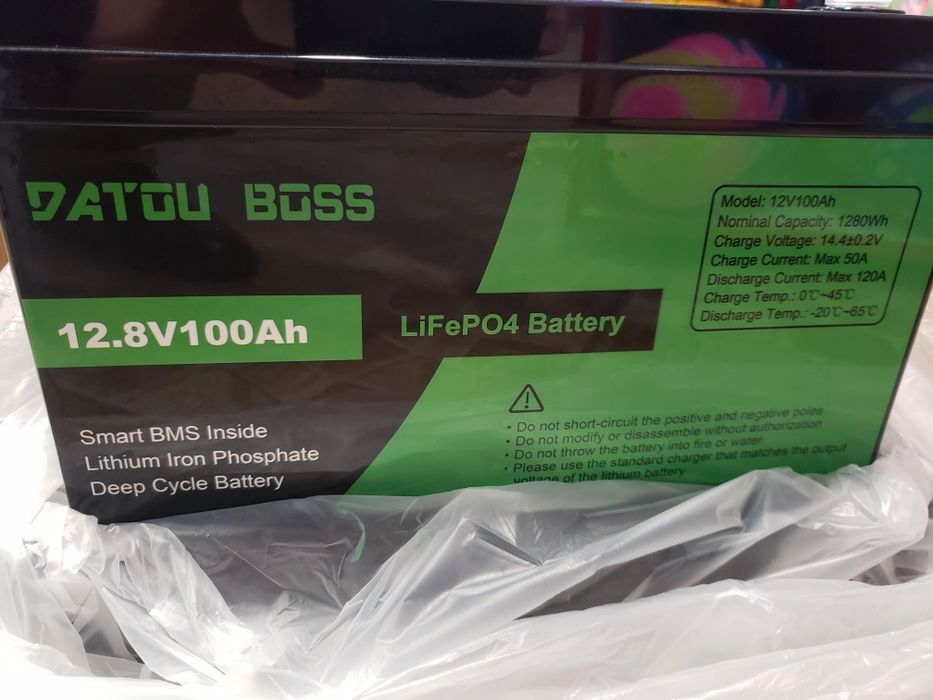 DATOU BOSS
12.8V100Ah
Smart BMS Inside
Lithium Iron Phosphate
Deep Cycle Battery
LiFePO4 Battery
Model: 12V100Ah
Nominal Capacity: 1280Wh
Charge Voltage: 14.4±0.2V
Charge Current: Max 50A
Discharge Current: Max 120A
Charge Temp.: 0℃~45℃
Discharge Temp.: -20℃~65℃
• Do not short-circuit the positive and negative poles
• Do not modify or disassemble without authorization
• Do not throw the battery into fire or water
• Please use the standard charger that matches the output
voltage of the lithium battery